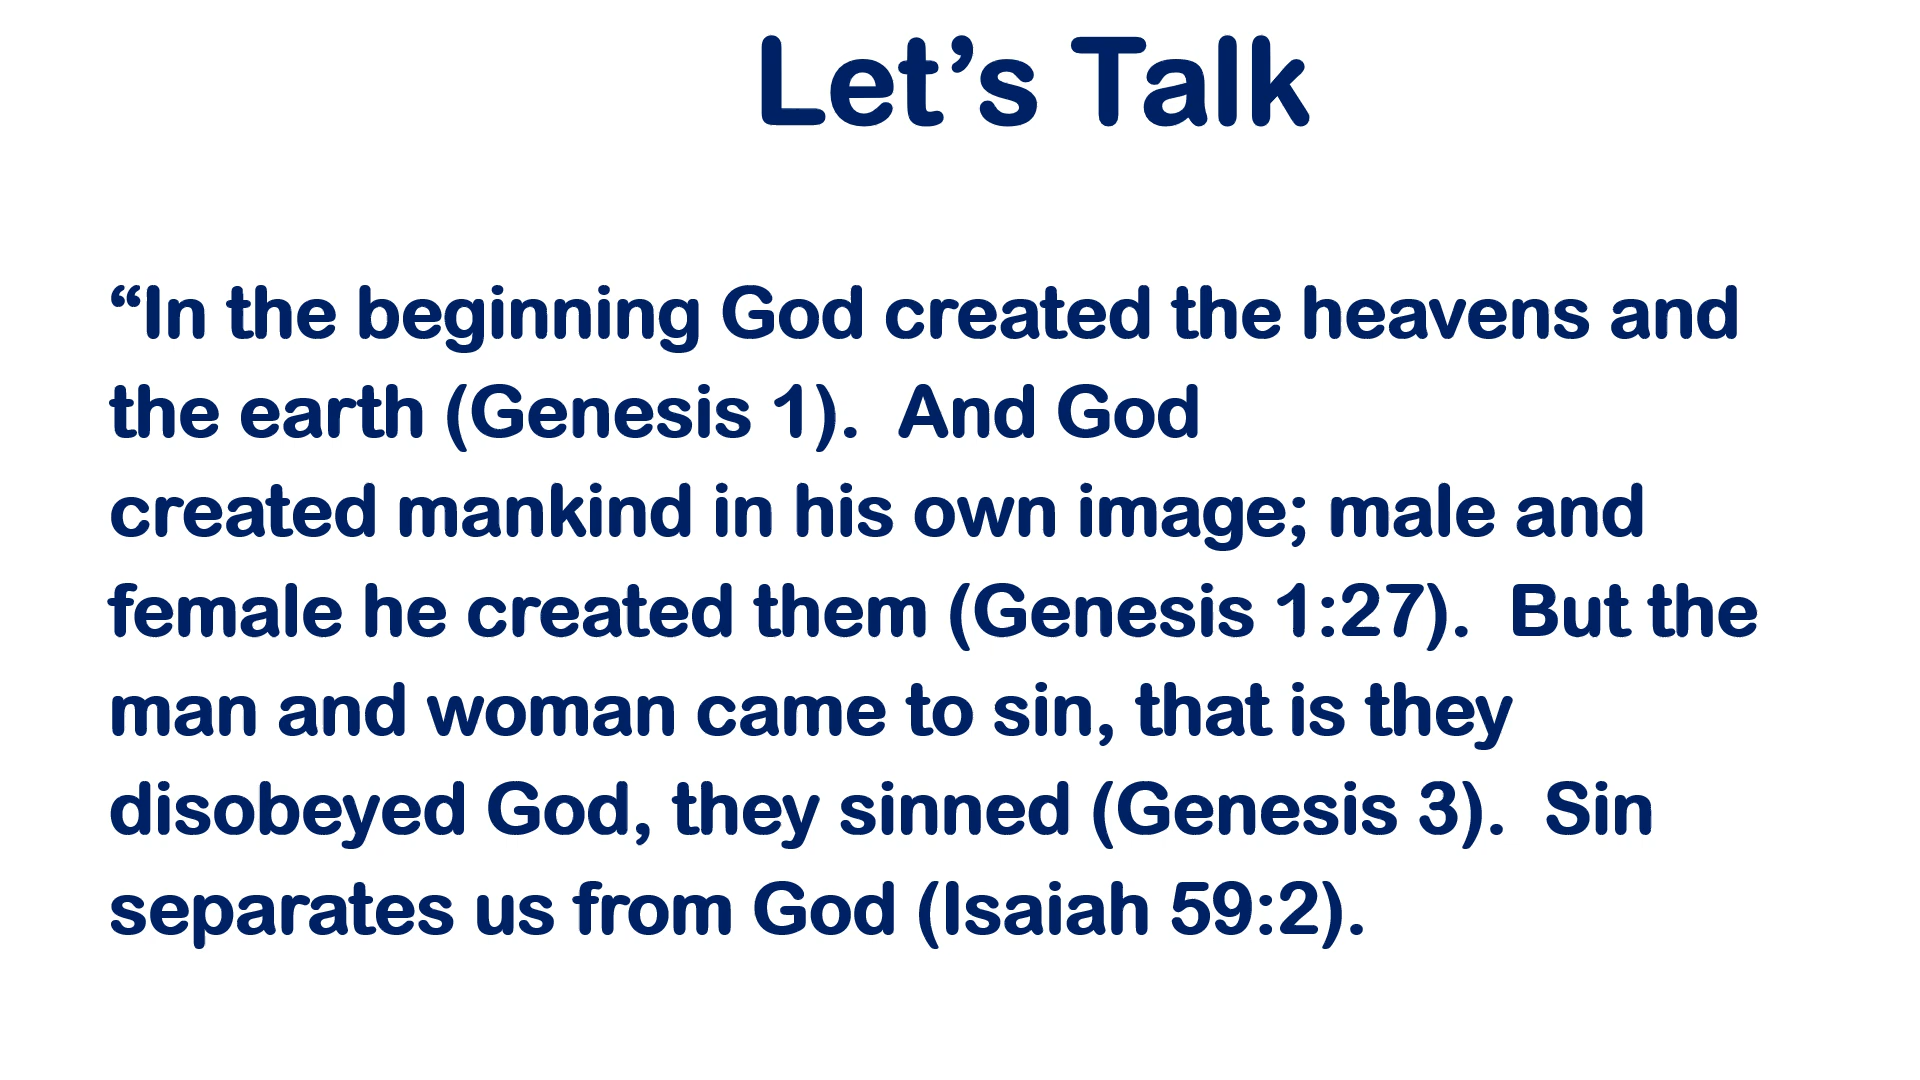 Let’s Talk
“In the beginning God created the heavens and
the earth (Genesis 1).  And God
created mankind in his own image; male and
female he created them (Genesis 1:27).  But the
man and woman came to sin, that is they
disobeyed God, they sinned (Genesis 3).  Sin
separates us from God (Isaiah 59:2).